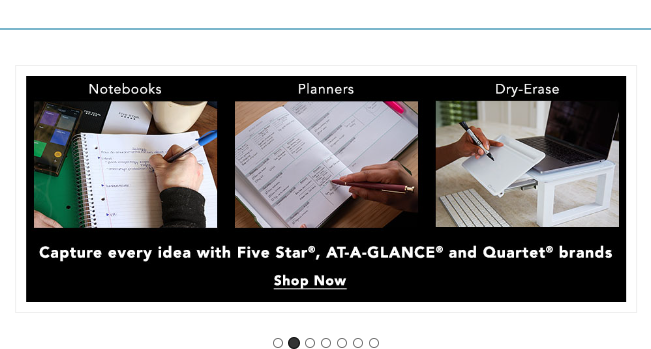 Notebooks
Planners
Dry-Erase
Capture every idea with Five Star®, AT-A-GLANCE® and Quartet® brands
Shop Now